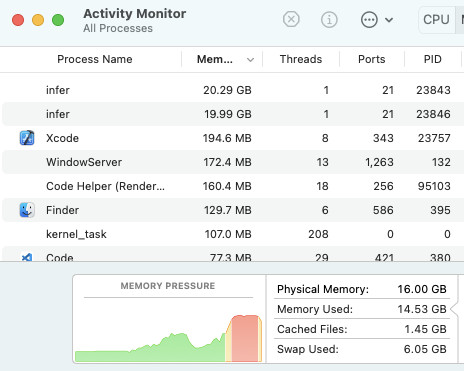 Activity Monitor
All Processes
CPU
Process Name Mem... Threads Ports PID
infer 20.29 GB 1 21 23843
infer 19.99 GB 1 21 23846
Xcode 194.6 MB 8 343 23757
WindowServer 172.4 MB 13 1,263 132
Code Helper (Render... 160.4 MB 18 256 95103
Finder 129.7 MB 6 586 395
kernel_task 107.0 MB 208 0 0
Code 77.3 MB 29 421 380
MEMORY PRESSURE
Physical Memory: 16.00 GB
Memory Used: 14.53 GB
Cached Files: 1.45 GB
Swap Used: 6.05 GB